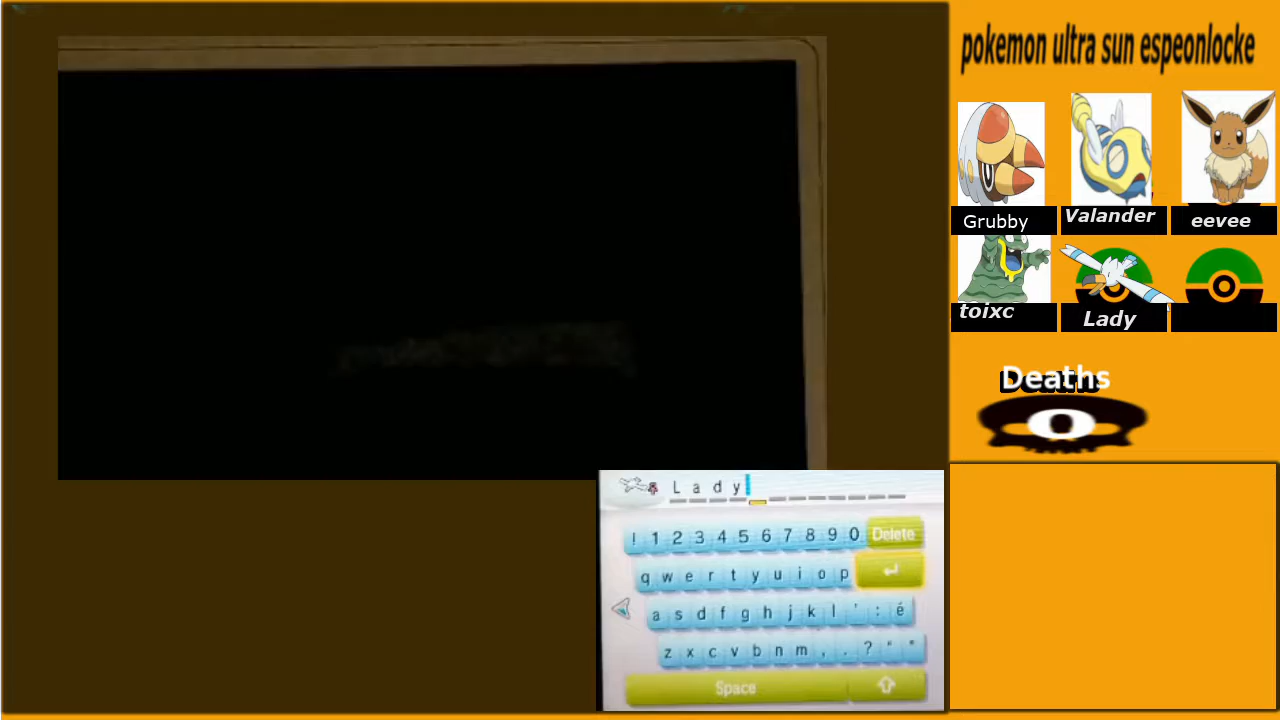 pokemon ultra sun espeonlocke
Grubby
Valander
eevee
toixc
Lady
Deaths
0
Lady
! 1 2 3 4 5 6 7 8 9 0 Delete
q w e r t y u i o p
a s d f g h j k l ' : é
z x c v b n m , . ? ‘ “
Space